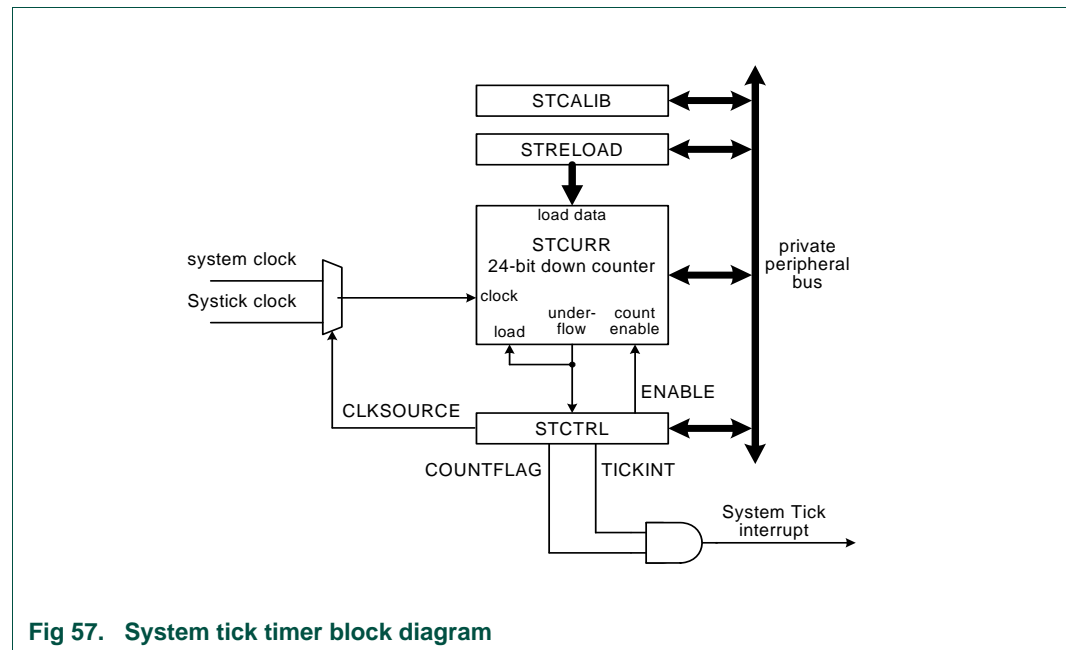 STCALIB
STRELOAD
load data
STCURR
24-bit down counter
private
peripheral
bus
system clock
Systick clock
clock
under-
flow
count
enable
load
ENABLE
CLKSOURCE
STCTRL
COUNTFLAG
TICKINT
System Tick
interrupt
Fig 57. System tick timer block diagram